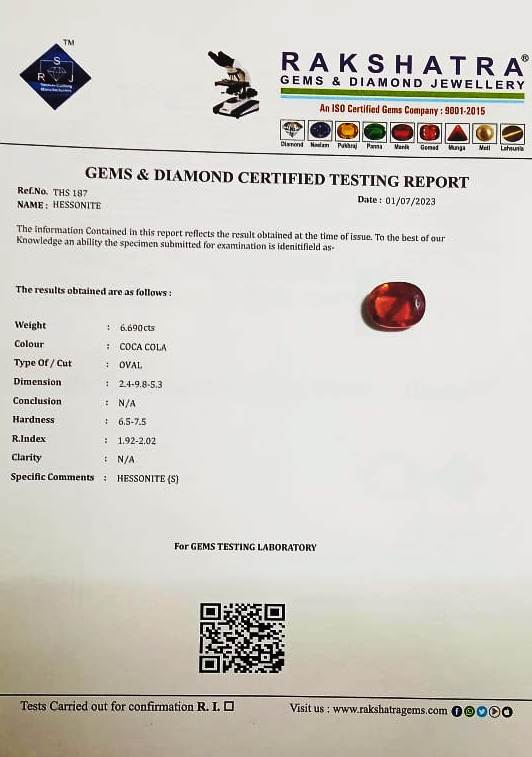 TM
S
R J
RAKSHATRA®
GEMS & DIAMOND JEWELLERY
An ISO Certified Gems Company : 9001-2015
Diamond Neelam Pukhraj Panna Manik Gomed Munga Moti Lahsunia
GEMS & DIAMOND CERTIFIED TESTING REPORT
Ref.No. THS 187
Date : 01/07/2023
NAME : HESSONITE
The information Contained in this report reflects the result obtained at the time of issue. To the best of our
Knowledge an ability the specimen submitted for examination is idenitifield as-
The results obtained are as follows :
Weight : 6.690cts
Colour : COCA COLA
Type Of / Cut : OVAL
Dimension : 2.4-9.8-5.3
Conclusion : N/A
Hardness : 6.5-7.5
R.Index : 1.92-2.02
Clarity : N/A
Specific Comments : HESSONITE (S)
For GEMS TESTING LABORATORY
Tests Carried out for confirmation R. I. ☐
Visit us : www.rakshatragems.com